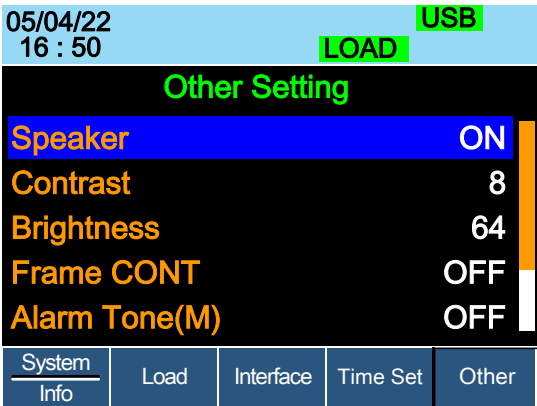 05/04/22 USB
16 : 50 LOAD
Other Setting
Speaker ON
Contrast 8
Brightness 64
Frame CONT OFF
Alarm Tone(M) OFF
System
Info
Load
Interface
Time Set
Other